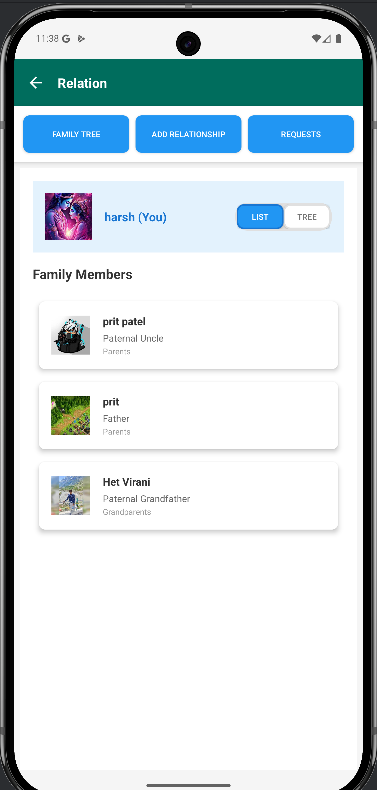 11:38
Relation
FAMILY TREE ADD RELATIONSHIP REQUESTS
harsh (You) LIST TREE
Family Members
prit patel
Paternal Uncle
Parents
prit
Father
Parents
Het Virani
Paternal Grandfather
Grandparents